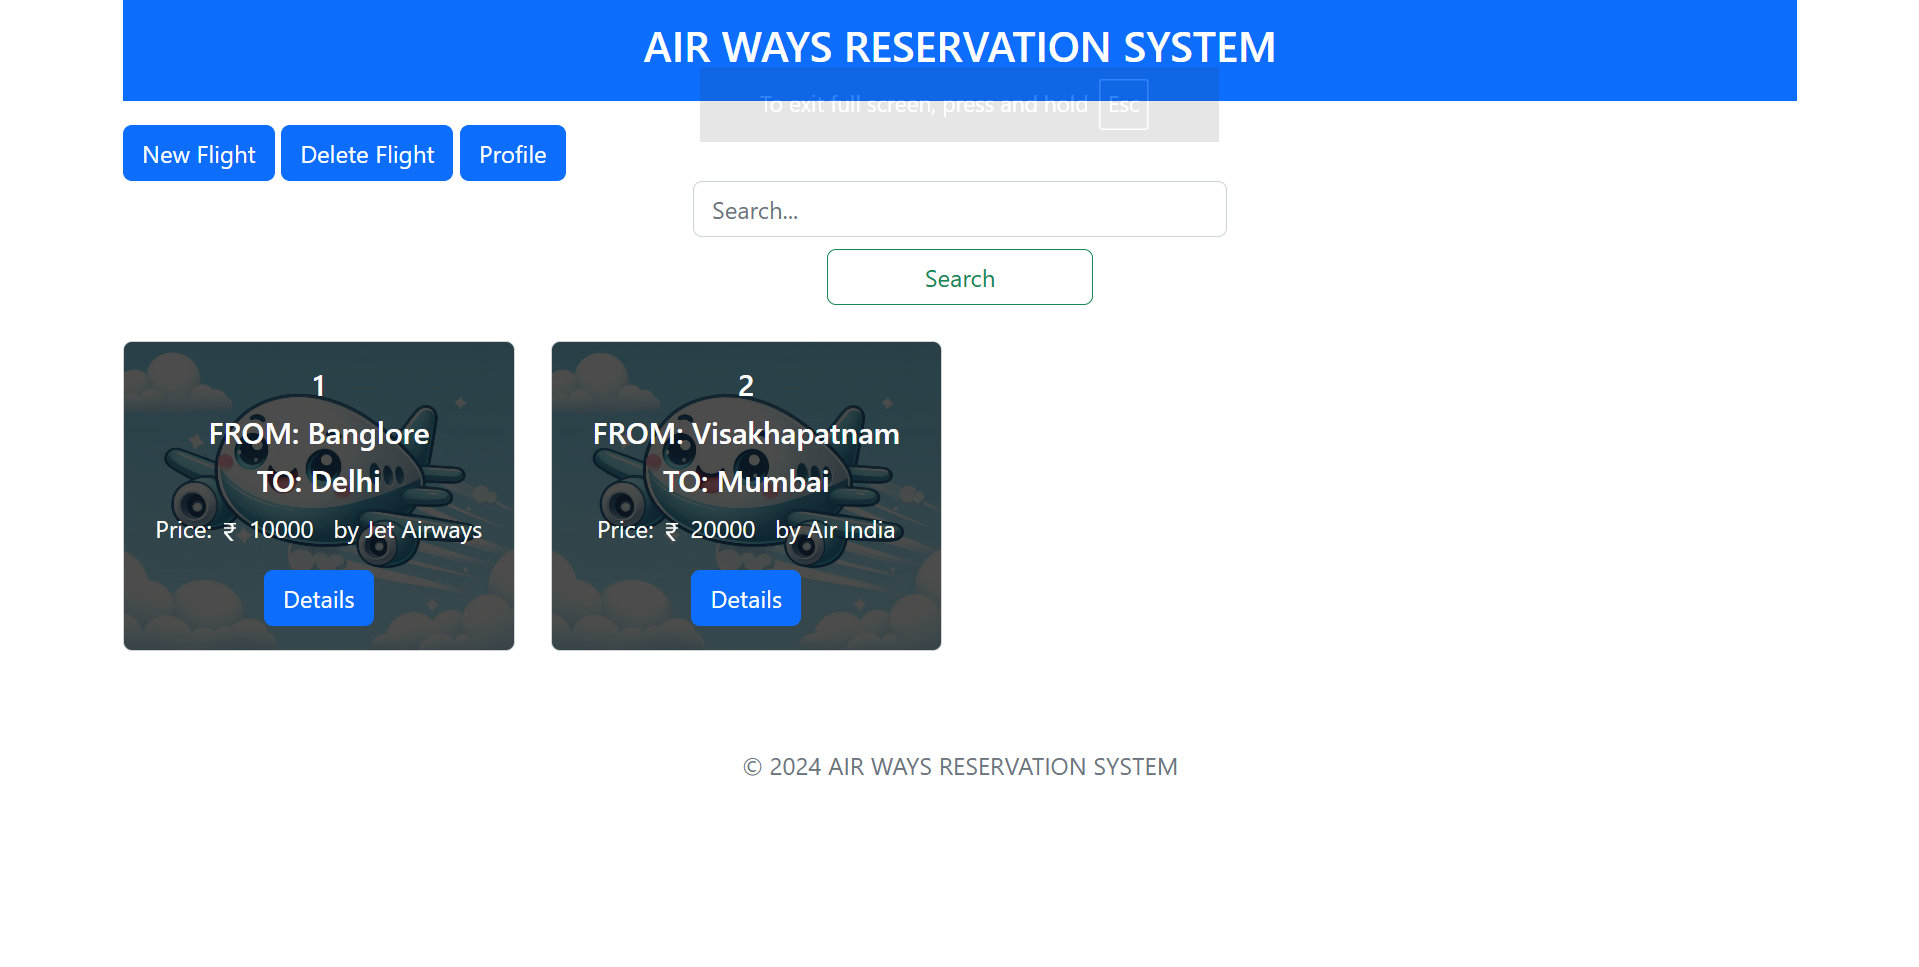 AIR WAYS RESERVATION SYSTEM
To exit full screen, press and hold Esc
New Flight Delete Flight Profile
Search...
Search
1
FROM: Banglore
TO: Delhi
Price: ₹ 10000 by Jet Airways
Details
2
FROM: Visakhapatnam
TO: Mumbai
Price: ₹ 20000 by Air India
Details
© 2024 AIR WAYS RESERVATION SYSTEM